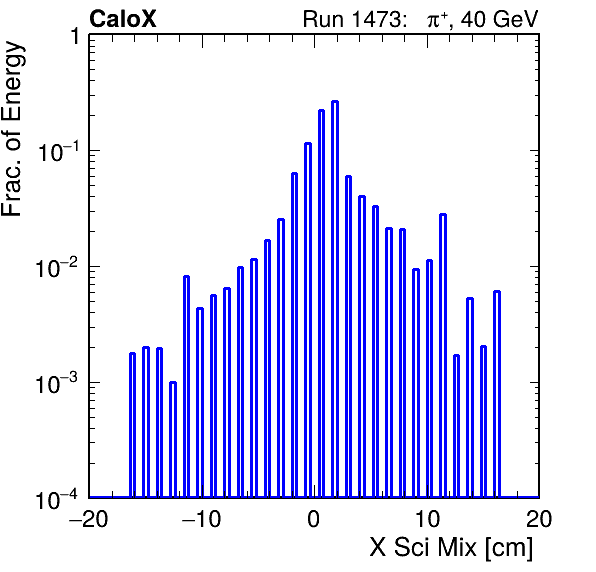 CaloX Run 1473: π⁺, 40 GeV
Frac. of Energy
1
10⁻¹
10⁻²
10⁻³
10⁻⁴
−20 −10 0 10 20
X Sci Mix [cm]